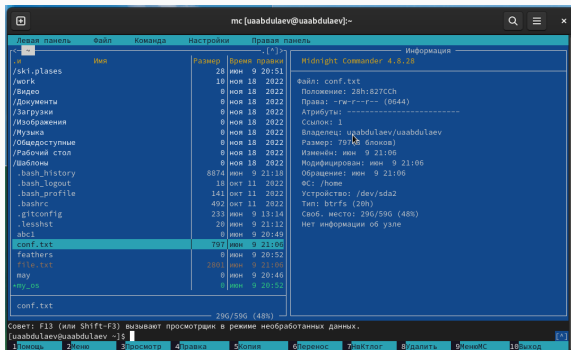 mc [uaabdulaev@uaabdulaev]:~
Левая панель Файл Команда Настройки Правая панель
<─ ~ .[^]>
.и Имя Размер Время правки
/ski.plases 28 июн 9 20:51
/work 10 ноя 18 2022
/Видео 0 ноя 18 2022
/Документы 0 ноя 18 2022
/Загрузки 0 ноя 18 2022
/Изображения 0 ноя 18 2022
/Музыка 0 ноя 18 2022
/Общедоступные 0 ноя 18 2022
/Рабочий стол 0 ноя 18 2022
/Шаблоны 0 ноя 18 2022
.bash_history 8874 июн 9 21:18
.bash_logout 18 окт 11 2022
.bash_profile 141 окт 11 2022
.bashrc 492 окт 11 2022
.gitconfig 233 июн 9 13:14
.lesshst 20 июн 9 21:12
abc1 0 июн 9 20:49
conf.txt 797 июн 9 21:06
feathers 0 июн 9 20:52
file.txt 2801 июн 9 21:06
may 0 июн 9 20:46
*my_os 0 июн 9 20:52
conf.txt
29G/59G (48%)
Информация
Midnight Commander 4.8.28
Файл: conf.txt
Положение: 28h:827CCh
Права: -rw-r--r-- (0644)
Атрибуты: ----------------------
Ссылок: 1
Владелец: uaabdulaev/uaabdulaev
Размер: 797 блоков)
Изменён: июн 9 21:06
Модифицирован: июн 9 21:06
Обращение: июн 9 21:06
ФС: /home
Устройство: /dev/sda2
Тип: btrfs (20h)
Своб. место: 29G/59G (48%)
Нет информации об узле
Совет: F13 (или Shift-F3) вызывают просмотрщик в режиме необработанных данных.
[uaabdulaev@uaabdulaev ~]$ [^]
1Помощь 2Меню 3Просмотр 4Правка 5Копия 6Перенос 7НвКтлог 8Удалить 9МенюМС 10Выход